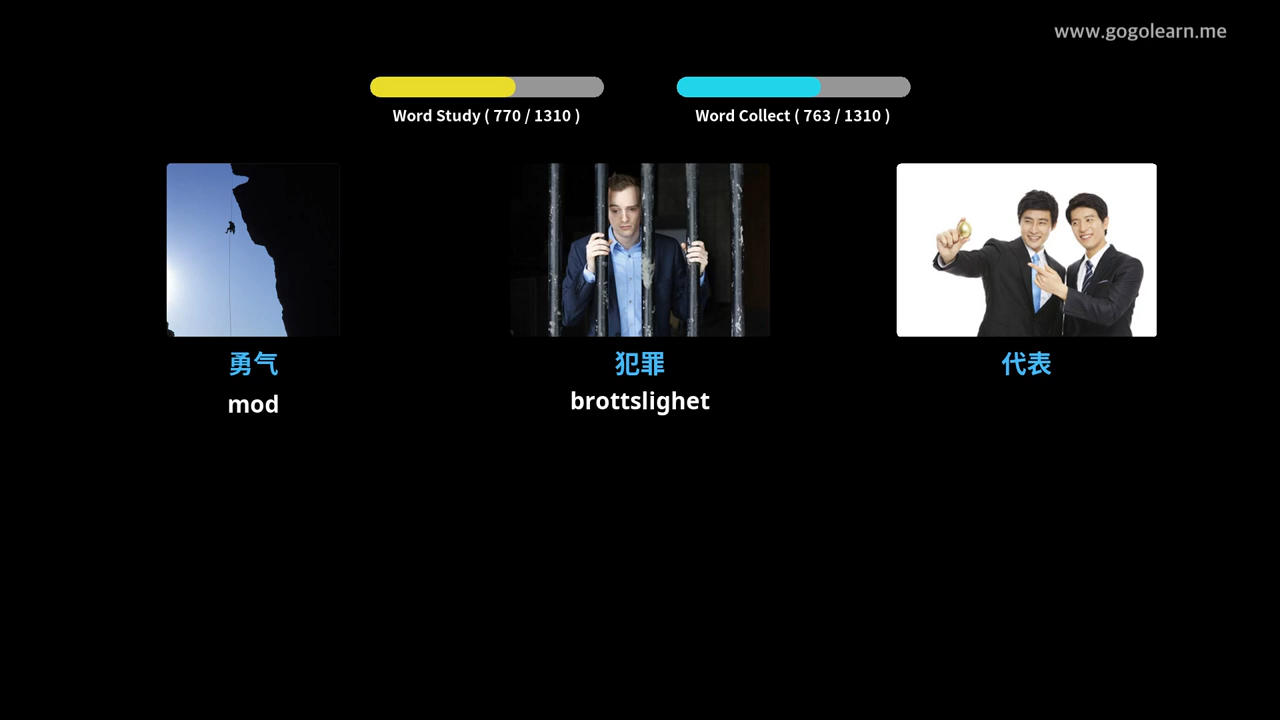 www.gogolearn.me
Word Study ( 770 / 1310 )
Word Collect ( 763 / 1310 )
勇气
mod
犯罪
brottslighet
代表